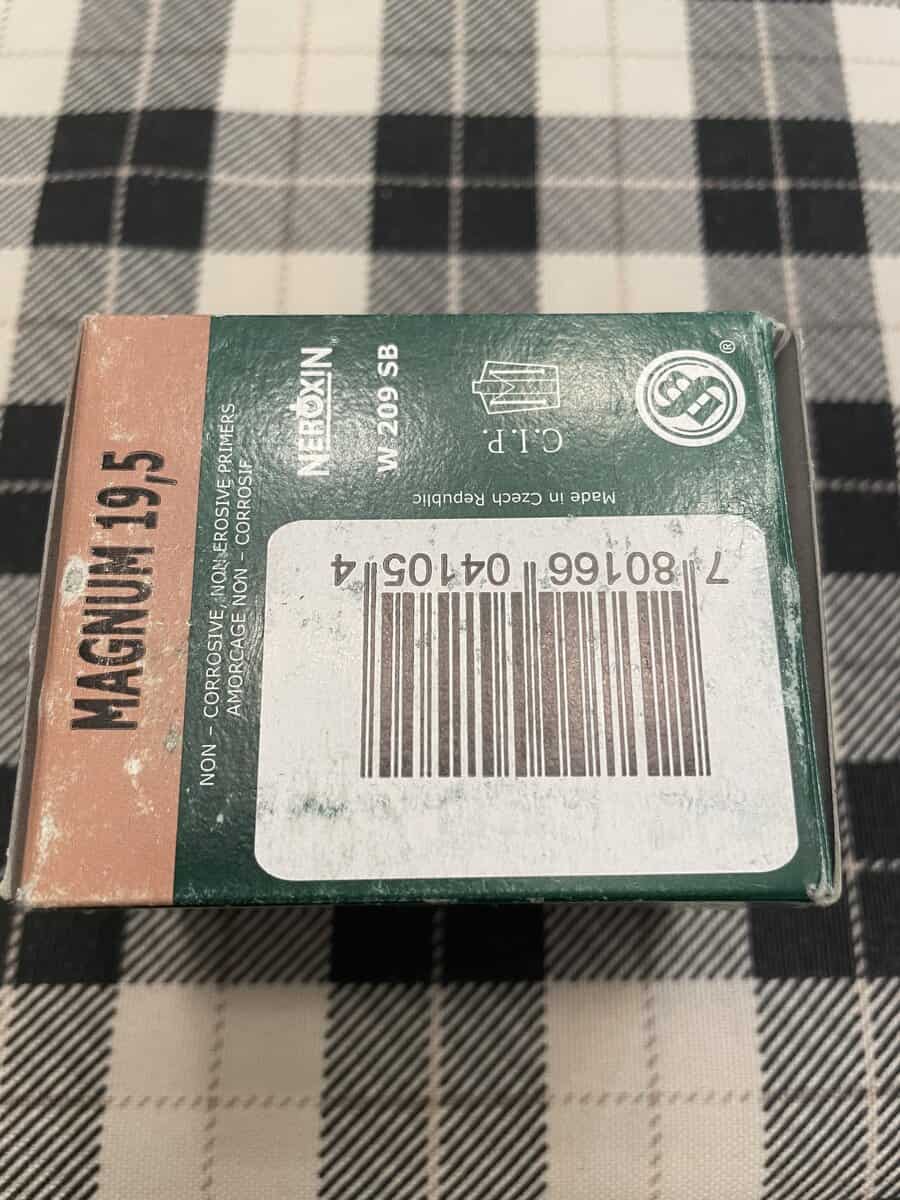 MAGNUM 19,5
NON - CORROSIVE, NON EROSIVE PRIMERS
AMORCAGE NON - CORROSIF
NEROXIN
W 209 SB
C.I.P.
Made in Czech Republic
®
7 80166 04105 4